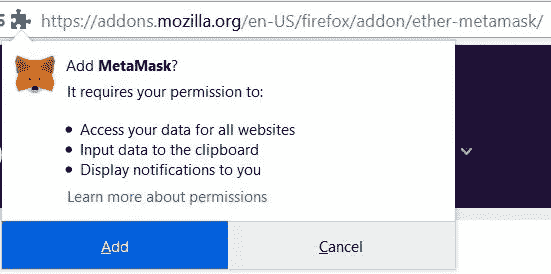 https://addons.mozilla.org/en-US/firefox/addon/ether-metamask/
Add MetaMask?
It requires your permission to:
• Access your data for all websites
• Input data to the clipboard
• Display notifications to you
Learn more about permissions
Add
Cancel